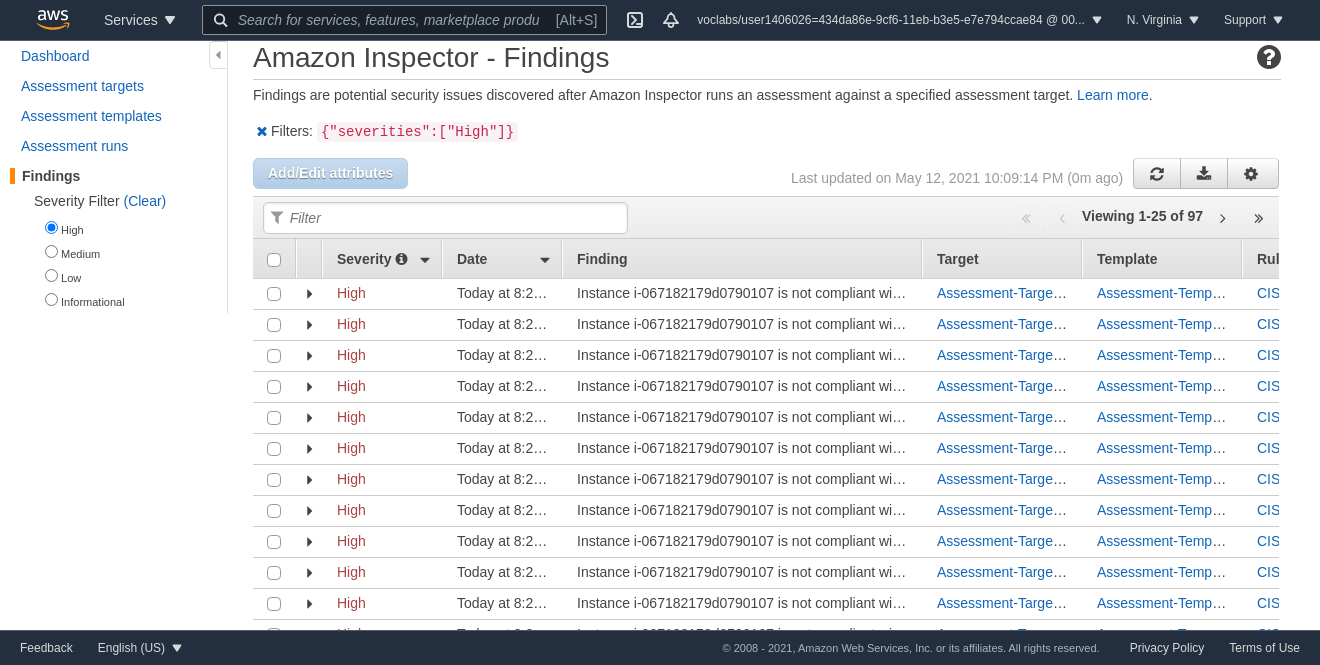 aws Services Search for services, features, marketplace produ [Alt+S] voclabs/user1406026=434da86e-9cf6-11eb-b3e5-e7e794ccae84 @ 00... N. Virginia Support
Dashboard
Assessment targets
Assessment templates
Assessment runs
Findings
Severity Filter (Clear)
High
Medium
Low
Informational
Amazon Inspector - Findings
Findings are potential security issues discovered after Amazon Inspector runs an assessment against a specified assessment target. Learn more.
Filters: {"severities":["High"]}
Add/Edit attributes Last updated on May 12, 2021 10:09:14 PM (0m ago)
Filter « ‹ Viewing 1-25 of 97 › »
Severity Date Finding Target Template Rul
High Today at 8:2… Instance i-067182179d0790107 is not compliant wi… Assessment-Targe… Assessment-Temp… CIS
High Today at 8:2… Instance i-067182179d0790107 is not compliant wi… Assessment-Targe… Assessment-Temp… CIS
High Today at 8:2… Instance i-067182179d0790107 is not compliant wi… Assessment-Targe… Assessment-Temp… CIS
High Today at 8:2… Instance i-067182179d0790107 is not compliant wi… Assessment-Targe… Assessment-Temp… CIS
High Today at 8:2… Instance i-067182179d0790107 is not compliant wi… Assessment-Targe… Assessment-Temp… CIS
High Today at 8:2… Instance i-067182179d0790107 is not compliant wi… Assessment-Targe… Assessment-Temp… CIS
High Today at 8:2… Instance i-067182179d0790107 is not compliant wi… Assessment-Targe… Assessment-Temp… CIS
High Today at 8:2… Instance i-067182179d0790107 is not compliant wi… Assessment-Targe… Assessment-Temp… CIS
High Today at 8:2… Instance i-067182179d0790107 is not compliant wi… Assessment-Targe… Assessment-Temp… CIS
High Today at 8:2… Instance i-067182179d0790107 is not compliant wi… Assessment-Targe… Assessment-Temp… CIS
High Today at 8:2… Instance i-067182179d0790107 is not compliant wi… Assessment-Targe… Assessment-Temp… CIS
Feedback English (US) © 2008 - 2021, Amazon Web Services, Inc. or its affiliates. All rights reserved. Privacy Policy Terms of Use